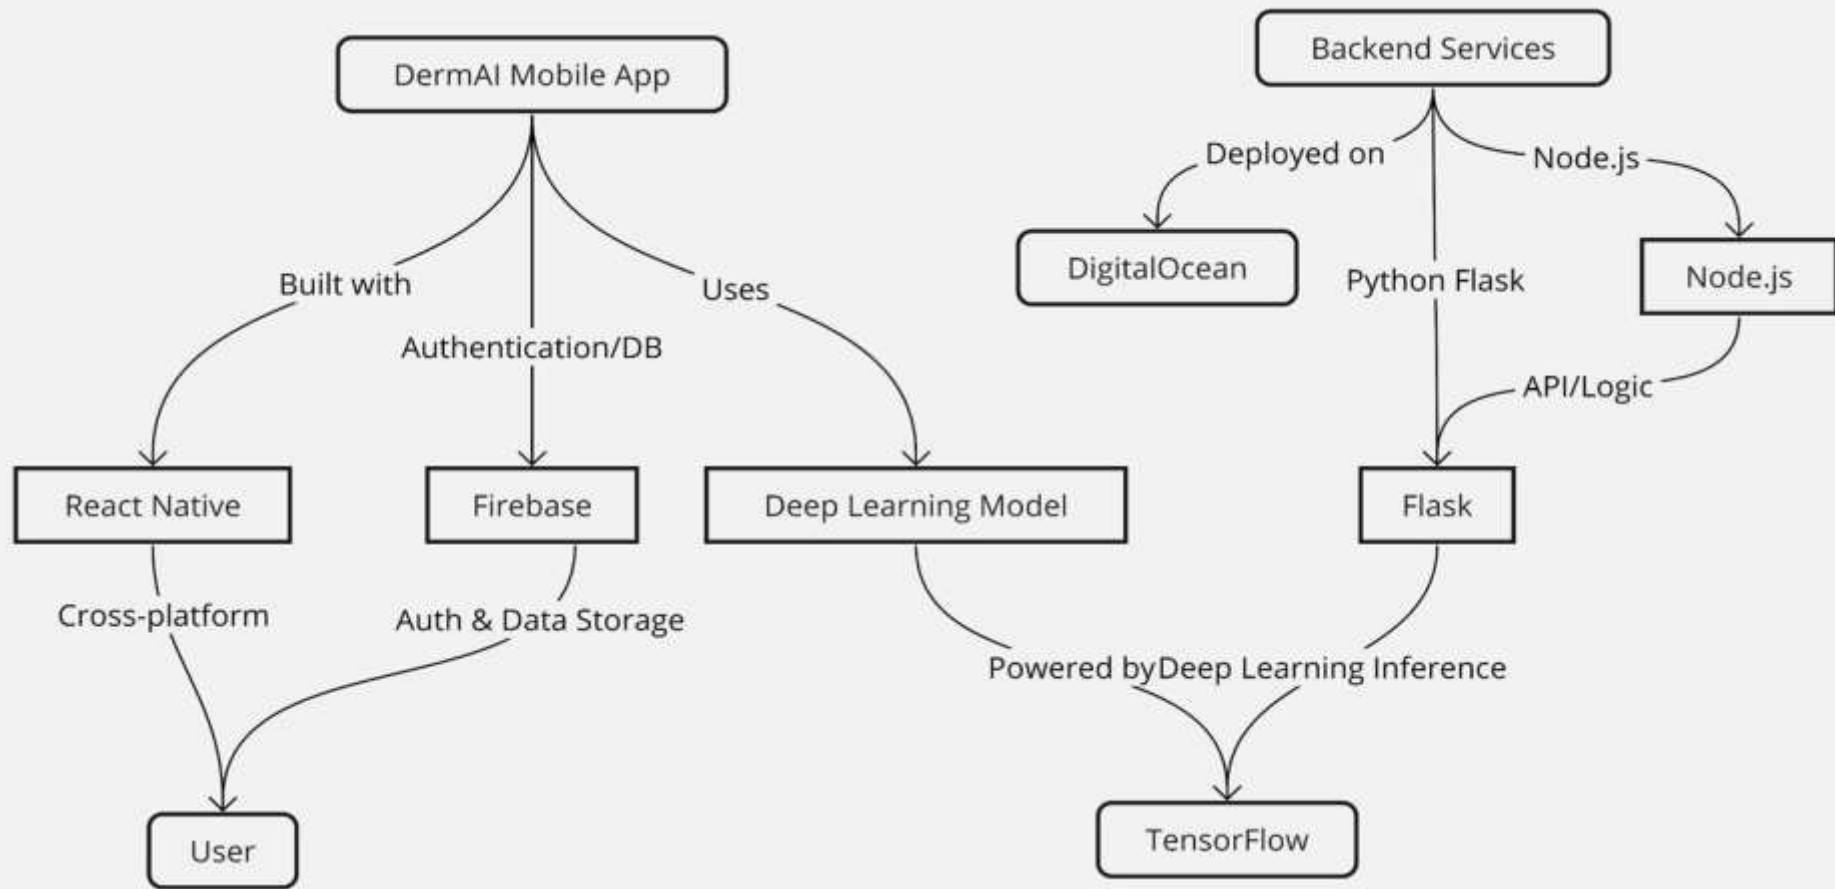 DermAI Mobile App
Backend Services
Deployed on
Node.js
DigitalOcean
Node.js
Built with
Uses
Python Flask
Authentication/DB
API/Logic
React Native
Firebase
Deep Learning Model
Flask
Cross-platform
Auth & Data Storage
Powered by
Deep Learning Inference
User
TensorFlow